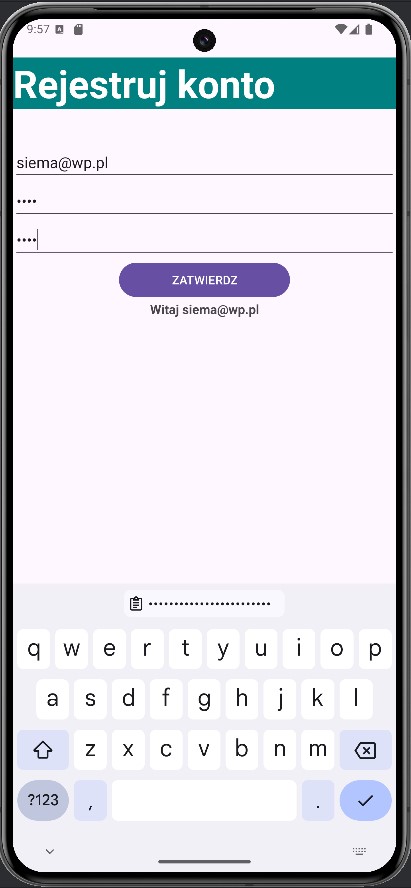 9:57
Rejestruj konto
siema@wp.pl
••••
••••
ZATWIERDZ
Witaj siema@wp.pl
••••••••••••••••••••••••
q w e r t y u i o p
a s d f g h j k l
z x c v b n m
?123 , .